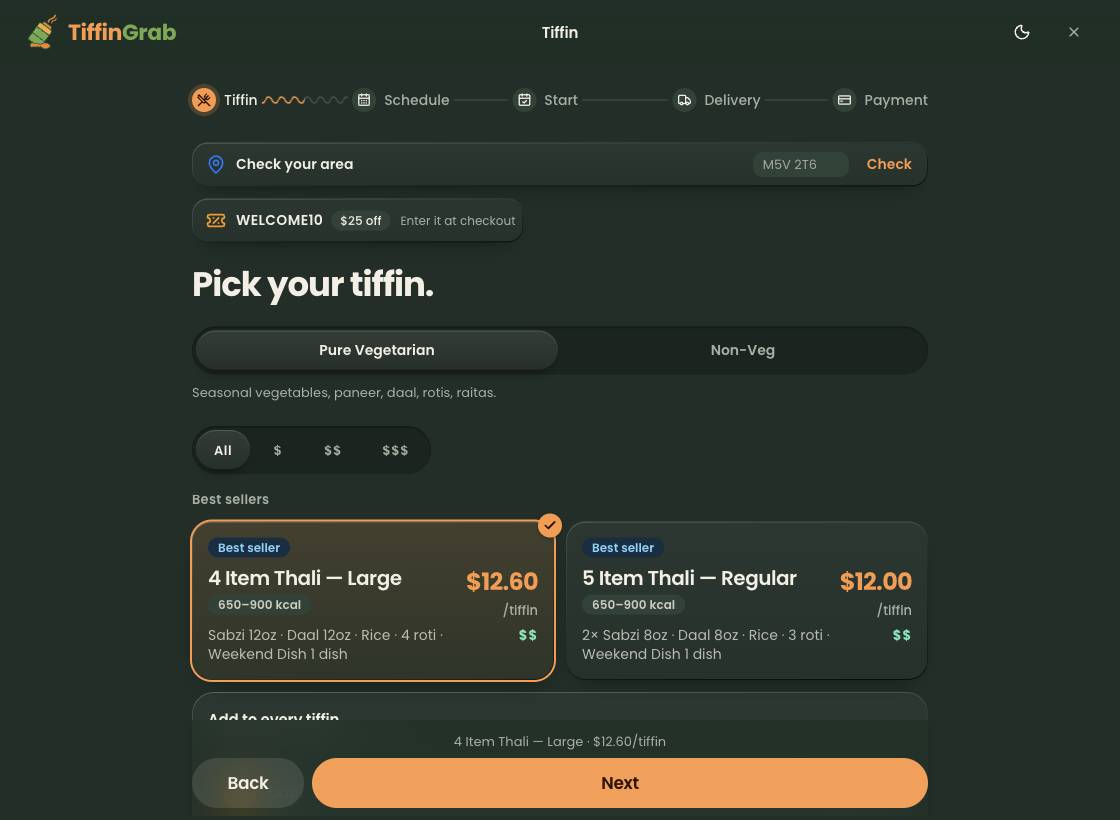 TiffinGrab
Tiffin
Tiffin
Schedule
Start
Delivery
Payment
Check your area
M5V 2T6
Check
WELCOME10
$25 off
Enter it at checkout
Pick your tiffin.
Pure Vegetarian
Non-Veg
Seasonal vegetables, paneer, daal, rotis, raitas.
All
$
$$
$$$
Best sellers
Best seller
4 Item Thali — Large
$12.60
650–900 kcal
/tiffin
Sabzi 12oz · Daal 12oz · Rice · 4 roti ·
$$
Weekend Dish 1 dish
Best seller
5 Item Thali — Regular
$12.00
650–900 kcal
/tiffin
2× Sabzi 8oz · Daal 8oz · Rice · 3 roti ·
$$
Weekend Dish 1 dish
Add to every tiffin
4 Item Thali — Large · $12.60/tiffin
Back
Next